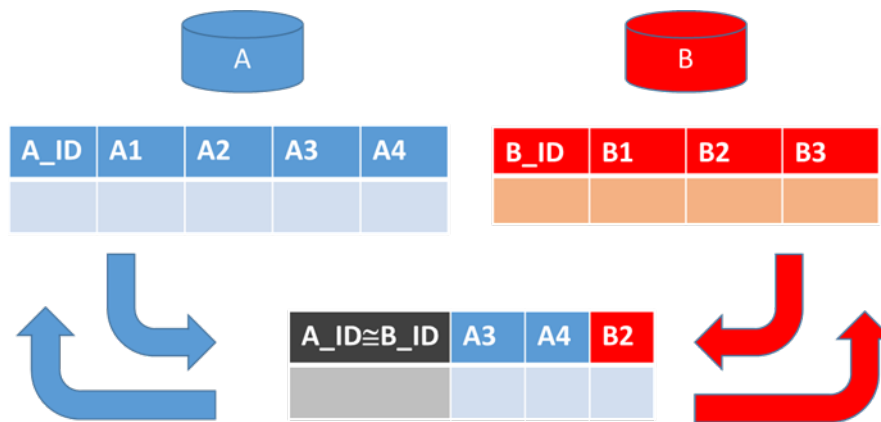 A B
A_ID A1 A2 A3 A4 B_ID B1 B2 B3
A_ID≅B_ID A3 A4 B2